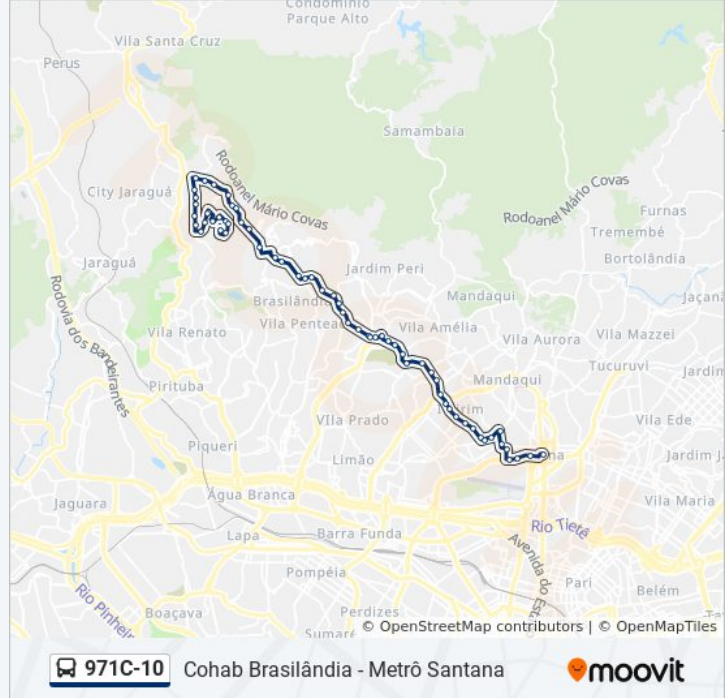 Condomínio
Parque Alto
Vila Santa Cruz
Perus
Samambaia
Rodoanel Mário Covas
Rodoanel Mário Covas
City Jaraguá
Furnas
Tremembé
Bortolândia
Jaraguá
Jardim Peri
Rodovia dos Bandeirantes
Brasilândia
Mandaqui
Jaçanã
Vila Penteado
Vila Renato
Vila Amélia
Vila Aurora
Vila Mazzei
Tucuruvi
Jardim
Pirituba
Mandaqui
VIla Prado
Vila Ede
Piqueri
Limão
Jardim J
Água Branca
Vila Maria
Jaguara
Lapa
Barra Funda
Rio Tietê
Avenida do Esta
Pompéia
Pari
Belém
Rio Pinheir
Boaçava
Perdizes
Sumaré
© OpenStreetMap contributors | © OpenMapTiles
971C-10 Cohab Brasilândia - Metrô Santana
moovit